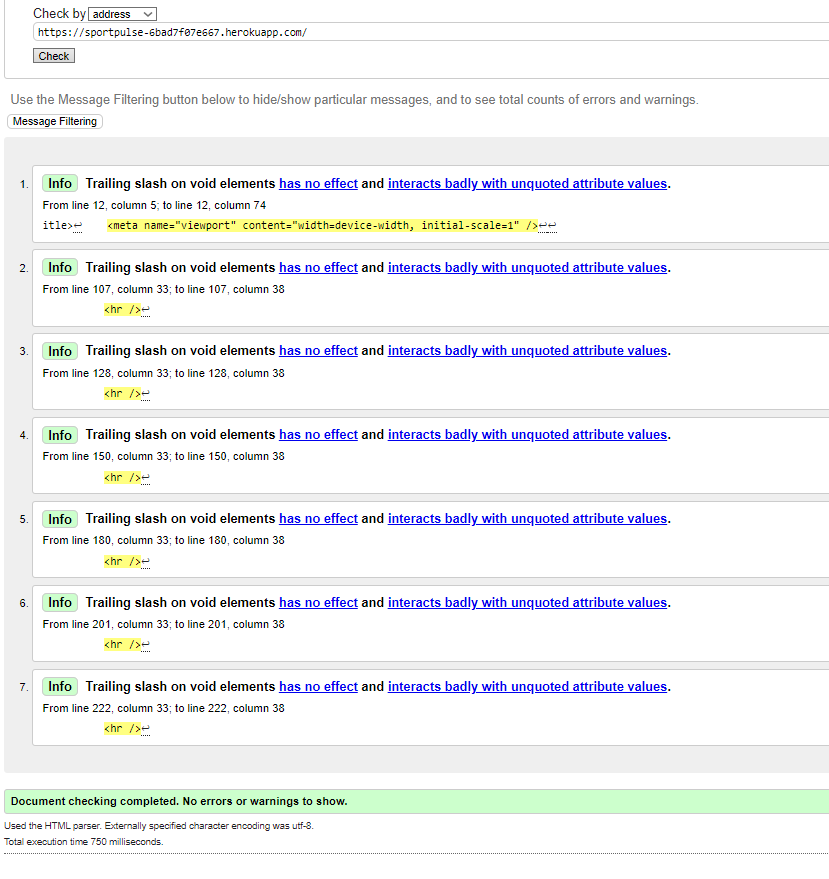 Check by address
https://sportpulse-6bad7f07e667.herokuapp.com/
Check
Use the Message Filtering button below to hide/show particular messages, and to see total counts of errors and warnings.
Message Filtering
1. Info Trailing slash on void elements has no effect and interacts badly with unquoted attribute values.
From line 12, column 5; to line 12, column 74
itle>↩ <meta name="viewport" content="width=device-width, initial-scale=1" />↩↩
2. Info Trailing slash on void elements has no effect and interacts badly with unquoted attribute values.
From line 107, column 33; to line 107, column 38
<hr />↩
3. Info Trailing slash on void elements has no effect and interacts badly with unquoted attribute values.
From line 128, column 33; to line 128, column 38
<hr />↩
4. Info Trailing slash on void elements has no effect and interacts badly with unquoted attribute values.
From line 150, column 33; to line 150, column 38
<hr />↩
5. Info Trailing slash on void elements has no effect and interacts badly with unquoted attribute values.
From line 180, column 33; to line 180, column 38
<hr />↩
6. Info Trailing slash on void elements has no effect and interacts badly with unquoted attribute values.
From line 201, column 33; to line 201, column 38
<hr />↩
7. Info Trailing slash on void elements has no effect and interacts badly with unquoted attribute values.
From line 222, column 33; to line 222, column 38
<hr />↩
Document checking completed. No errors or warnings to show.
Used the HTML parser. Externally specified character encoding was utf-8.
Total execution time 750 milliseconds.